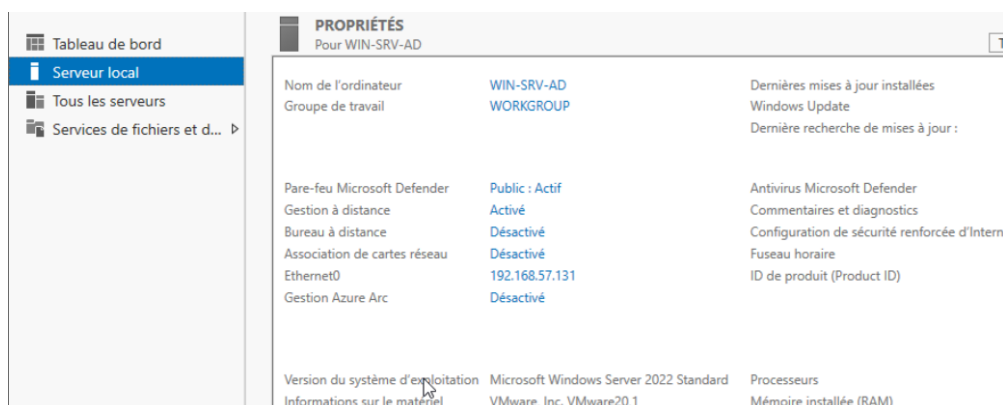 Tableau de bord
Serveur local
Tous les serveurs
Services de fichiers et d...
PROPRIÉTÉS
Pour WIN-SRV-AD
T
Nom de l'ordinateur WIN-SRV-AD Dernières mises à jour installées
Groupe de travail WORKGROUP Windows Update
Dernière recherche de mises à jour :
Pare-feu Microsoft Defender Public : Actif Antivirus Microsoft Defender
Gestion à distance Activé Commentaires et diagnostics
Bureau à distance Désactivé Configuration de sécurité renforcée d'Intern
Association de cartes réseau Désactivé Fuseau horaire
Ethernet0 192.168.57.131 ID de produit (Product ID)
Gestion Azure Arc Désactivé
Version du système d'exploitation Microsoft Windows Server 2022 Standard Processeurs
Informations sur le matériel VMware, Inc. VMware20,1 Mémoire installée (RAM)